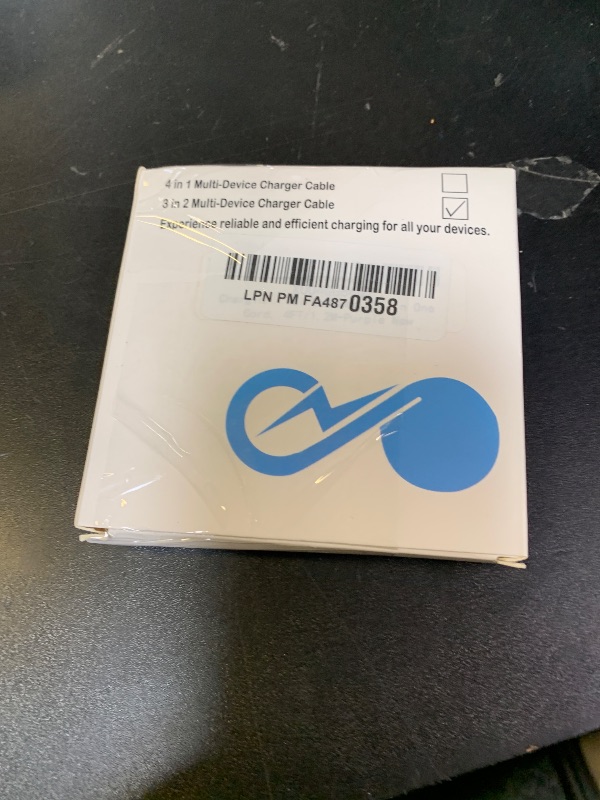 4 in 1 Multi-Device Charger Cable
3 in 2 Multi-Device Charger Cable
Experience reliable and efficient charging for all your devices.
LPN PM FA4870358